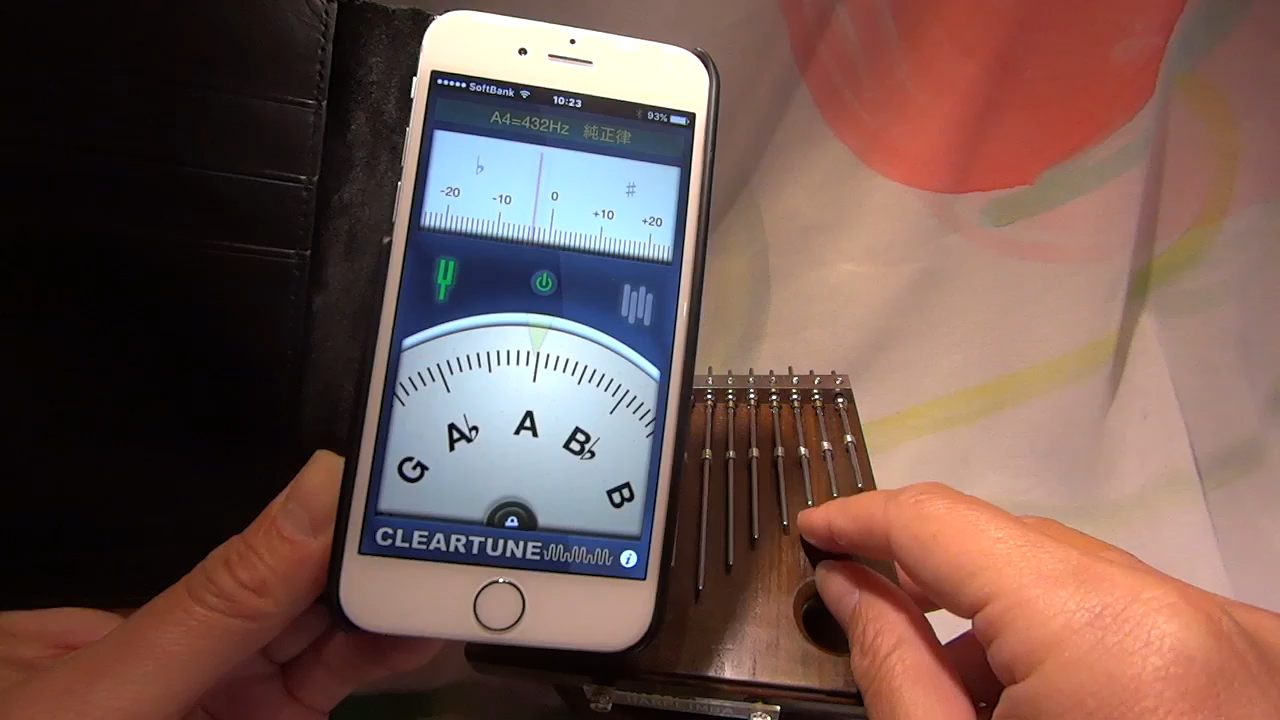 SoftBank 10:23 93%
A4=432Hz 純正律
♭ ♯
-20 -10 0 +10 +20
G A♭ A B♭ B
CLEARTUNE i